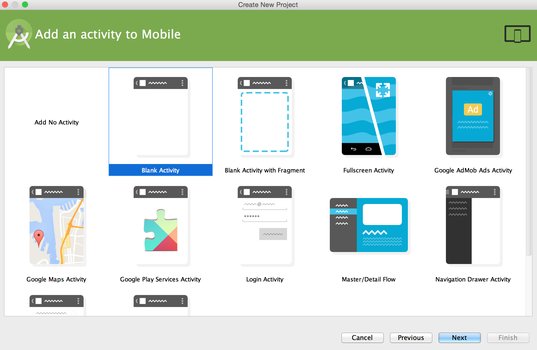 Create New Project
Add an activity to Mobile
Add No Activity
Blank Activity
Blank Activity with Fragment
Fullscreen Activity
Ad
Google AdMob Ads Activity
Google Maps Activity
Google Play Services Activity
Login Activity
Master/Detail Flow
Navigation Drawer Activity
Cancel
Previous
Next
Finish